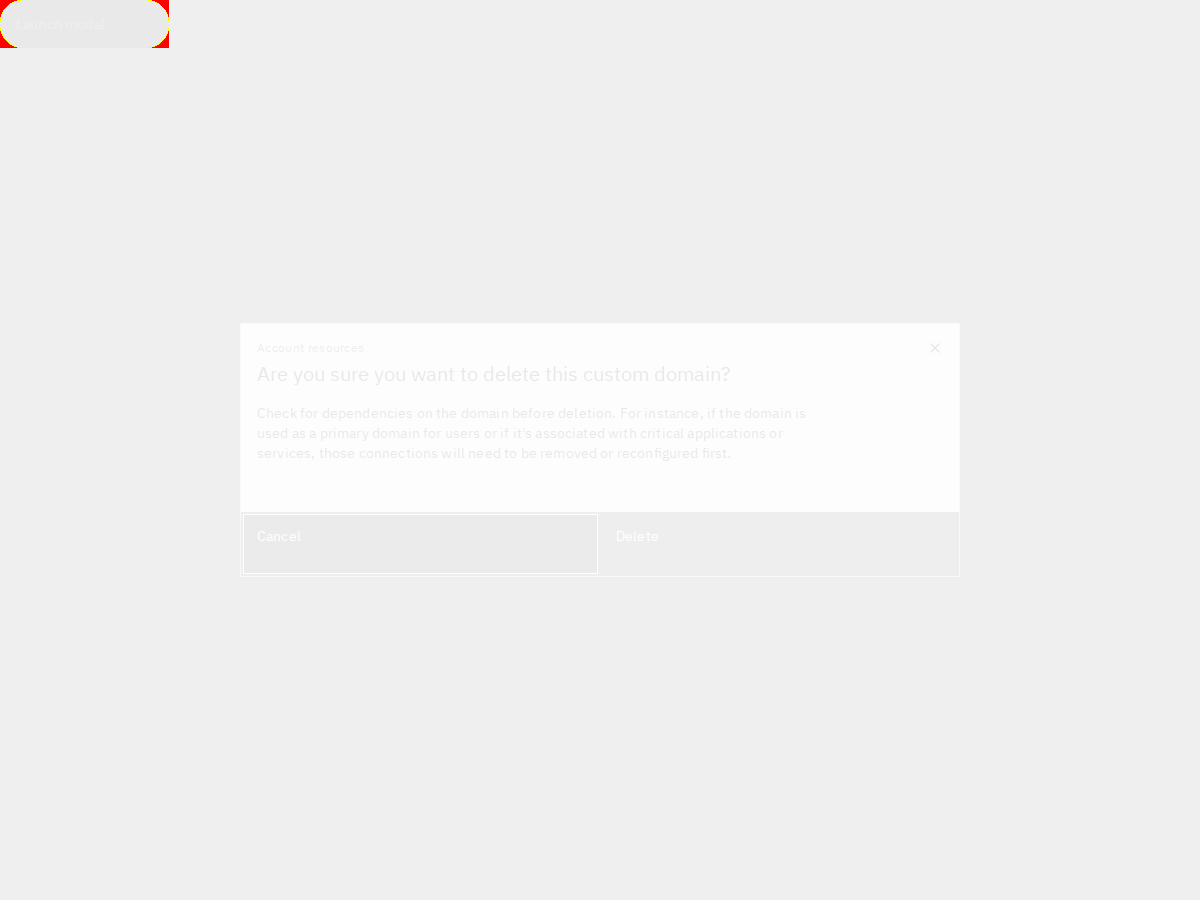 Launch modal
Account resources
Are you sure you want to delete this custom domain?
Check for dependencies on the domain before deletion. For instance, if the domain is
used as a primary domain for users or if it's associated with critical applications or
services, those connections will need to be removed or reconfigured first.
Cancel
Delete